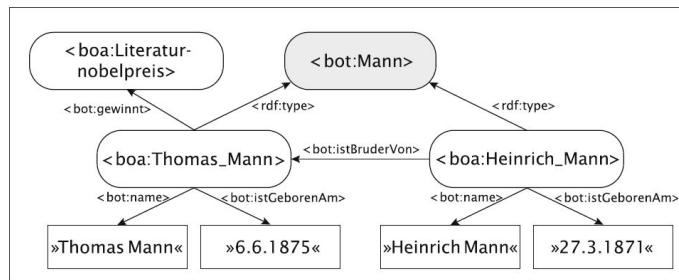 <boa:Literatur-
nobelpreis>
<bot:Mann>
<bot:gewinnt>
<rdf:type>
<rdf:type>
<boa:Thomas_Mann>
<bot:istBruderVon>
<boa:Heinrich_Mann>
<bot:name>
<bot:istGeborenAm>
<bot:name>
<bot:istGeborenAm>
»Thomas Mann«
»6.6.1875«
»Heinrich Mann«
»27.3.1871«